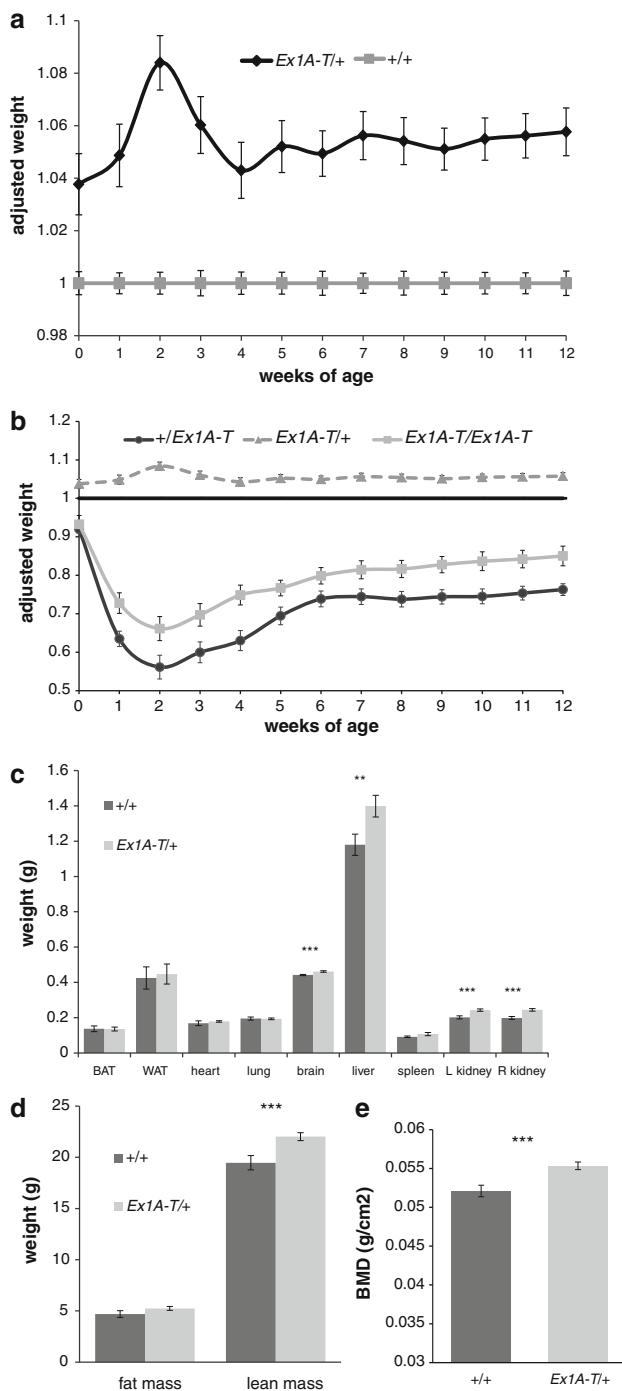 a
Ex1A-T/+ +/+
1.1
1.08
1.06
1.04
1.02
1
0.98
adjusted weight
0 1 2 3 4 5 6 7 8 9 10 11 12
weeks of age
b
+/Ex1A-T Ex1A-T/+ Ex1A-T/Ex1A-T
1.2
1.1
1
0.9
0.8
0.7
0.6
0.5
adjusted weight
0 1 2 3 4 5 6 7 8 9 10 11 12
weeks of age
c
+/+
Ex1A-T/+
1.6
1.4
1.2
1
0.8
0.6
0.4
0.2
0
weight (g)
*** ** *** ***
BAT WAT heart lung brain liver spleen L kidney R kidney
d
+/+
Ex1A-T/+
25
20
15
10
5
0
weight (g)
***
fat mass lean mass
e
0.06
0.055
0.05
0.045
0.04
0.035
0.03
BMD (g/cm2)
***
+/+ Ex1A-T/+